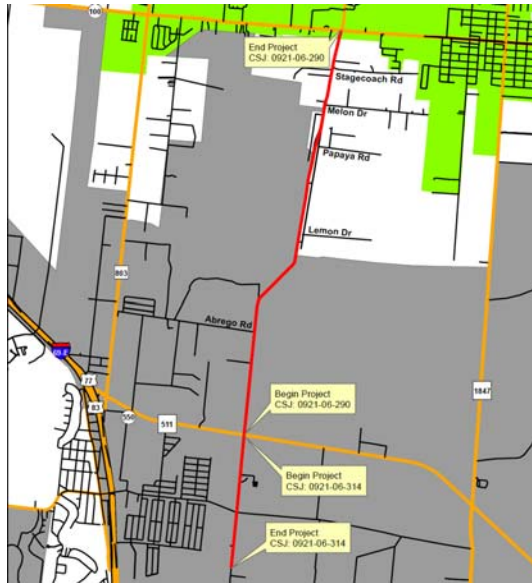 100
End Project
CSJ: 0921-06-290
Stagecoach Rd
Melon Dr
Papaya Rd
Lemon Dr
803
Abrego Rd
69 E
77
83
550
511
1847
Begin Project
CSJ: 0921-06-290
Begin Project
CSJ: 0921-06-314
End Project
CSJ: 0921-06-314